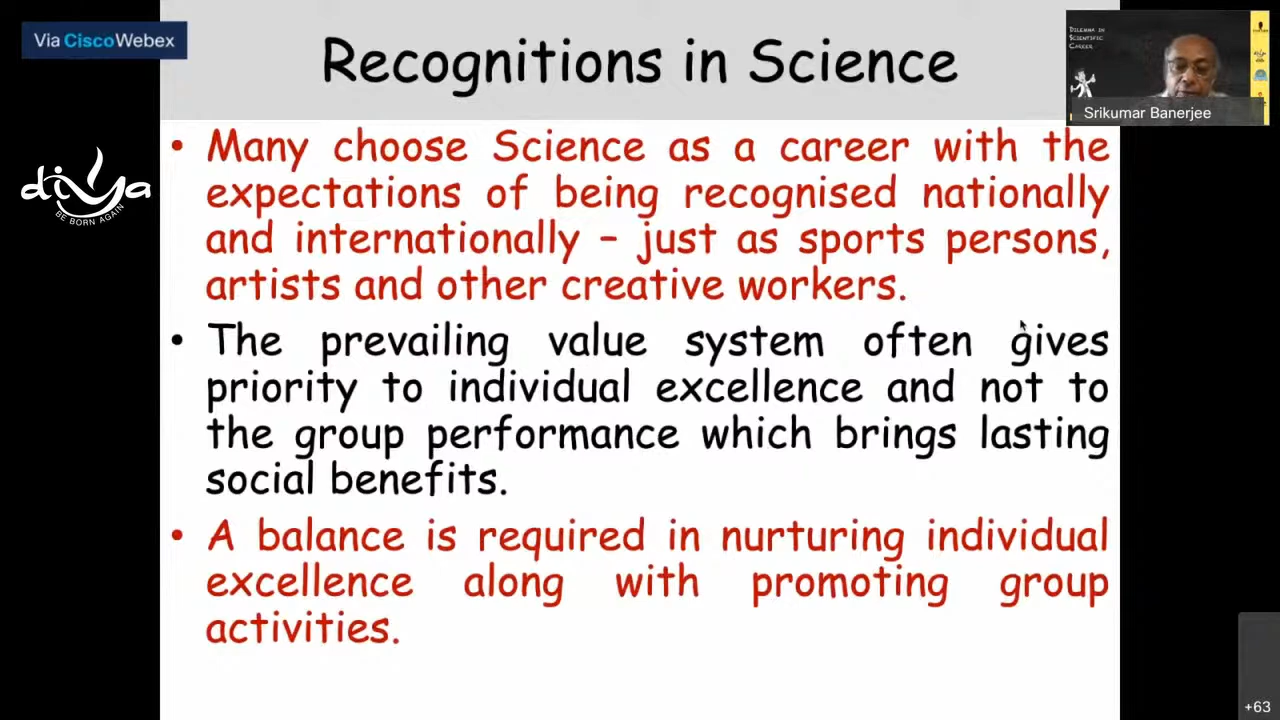 Via Cisco Webex
Recognitions in Science
DILEMMA IN
SCIENTIFIC
CAREER
Srikumar Banerjee
diya
BE BORN AGAIN
• Many choose Science as a career with the
expectations of being recognised nationally
and internationally – just as sports persons,
artists and other creative workers.
• The prevailing value system often gives
priority to individual excellence and not to
the group performance which brings lasting
social benefits.
• A balance is required in nurturing individual
excellence along with promoting group
activities.
+63